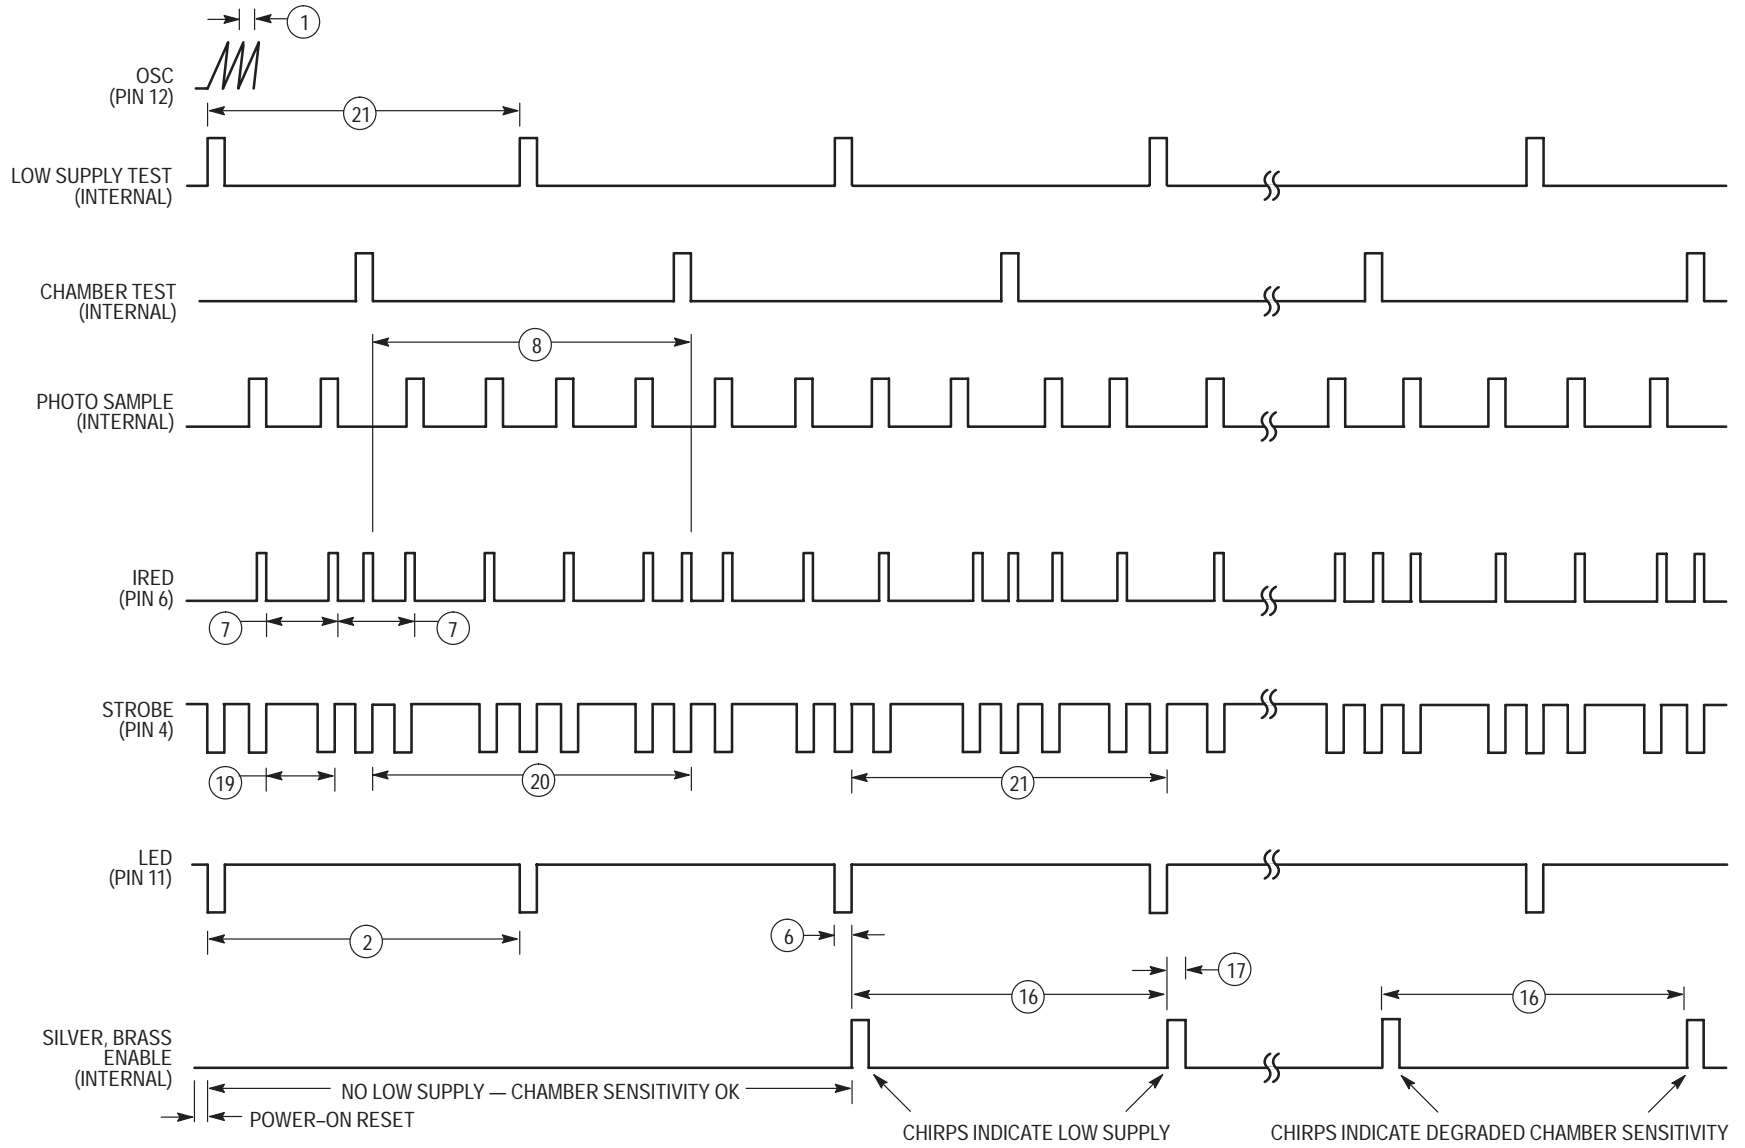 1
OSC
(PIN 12)
21
LOW SUPPLY TEST
(INTERNAL)
CHAMBER TEST
(INTERNAL)
8
PHOTO SAMPLE
(INTERNAL)
IRED
(PIN 6)
7
7
STROBE
(PIN 4)
19
20
21
LED
(PIN 11)
2
6
17
16
16
SILVER, BRASS
ENABLE
(INTERNAL)
NO LOW SUPPLY — CHAMBER SENSITIVITY OK
POWER–ON RESET
CHIRPS INDICATE LOW SUPPLY
CHIRPS INDICATE DEGRADED CHAMBER SENSITIVITY